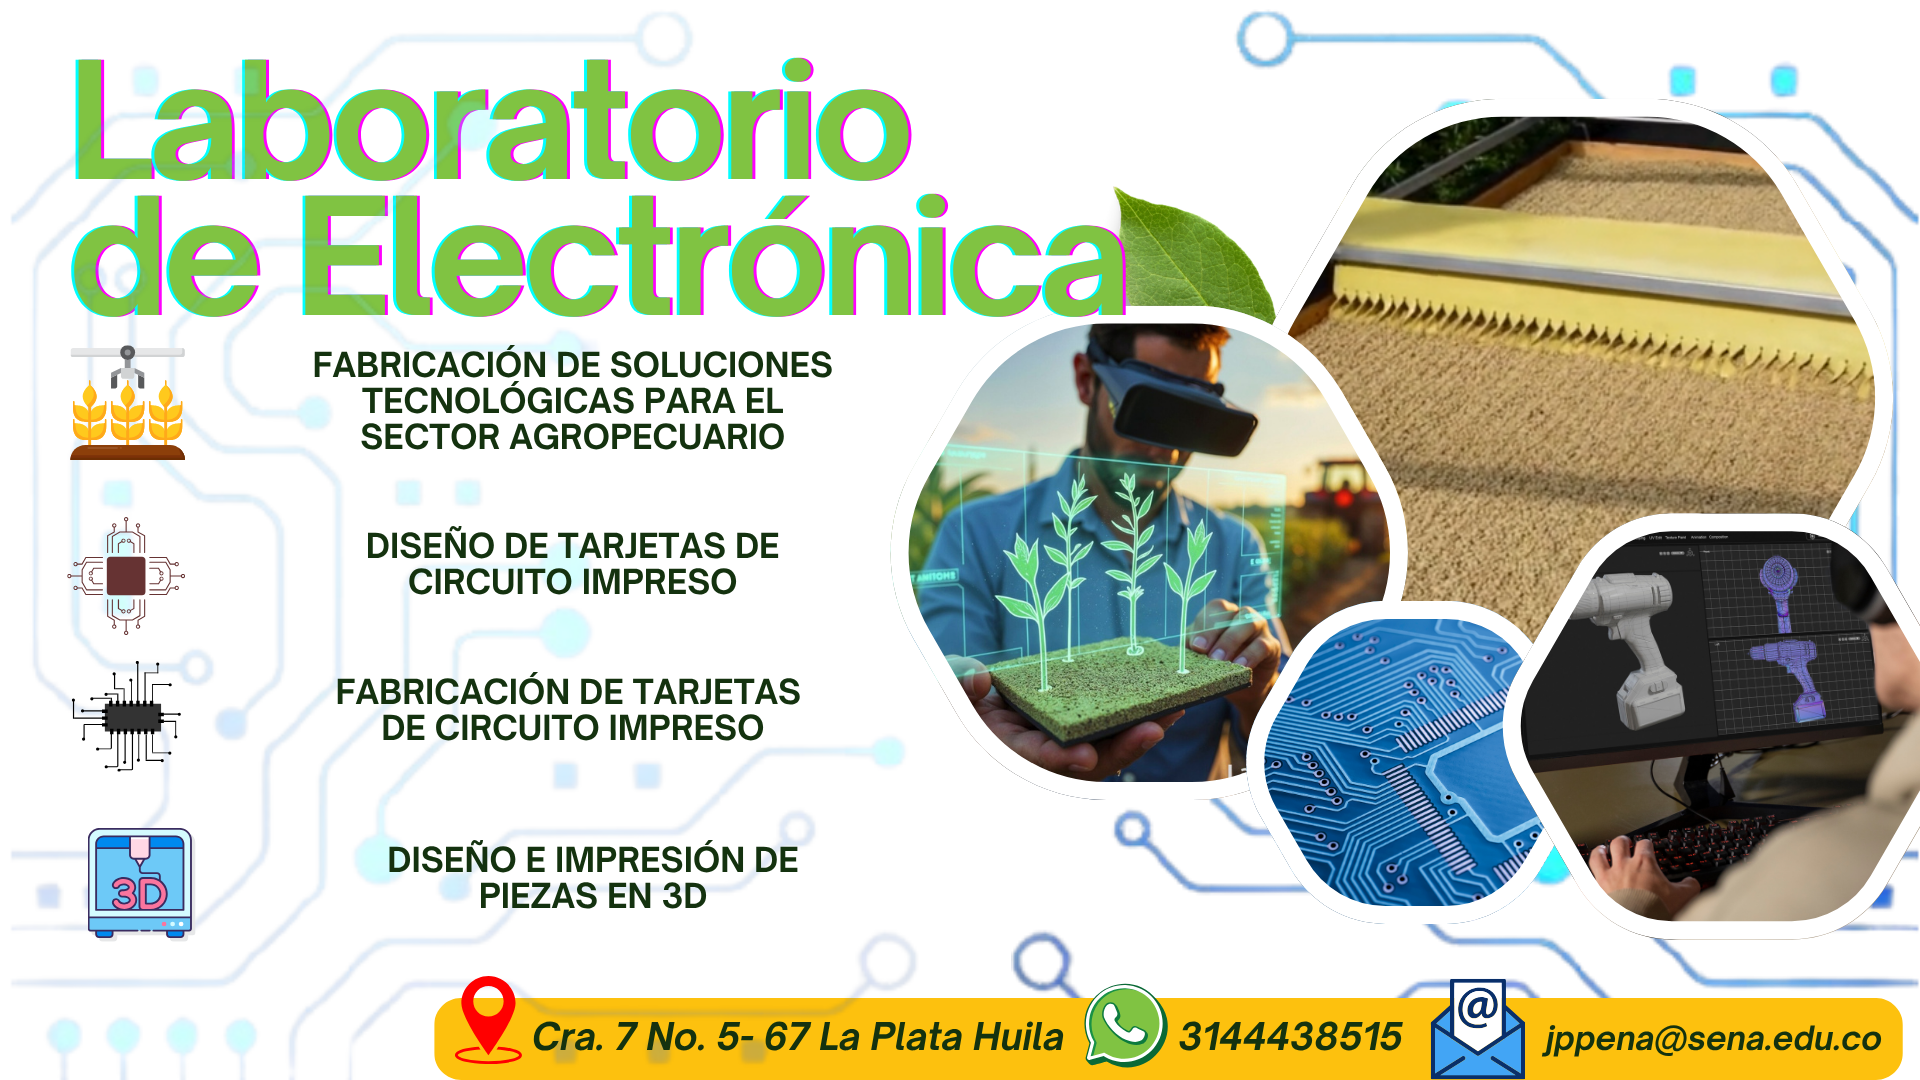 Laboratorio
de Electrónica
FABRICACIÓN DE SOLUCIONES
TECNOLÓGICAS PARA EL
SECTOR AGROPECUARIO
DISEÑO DE TARJETAS DE
CIRCUITO IMPRESO
FABRICACIÓN DE TARJETAS
DE CIRCUITO IMPRESO
3D
DISEÑO E IMPRESIÓN DE
PIEZAS EN 3D
Cra. 7 No. 5- 67 La Plata Huila
3144438515
@
jppena@sena.edu.co